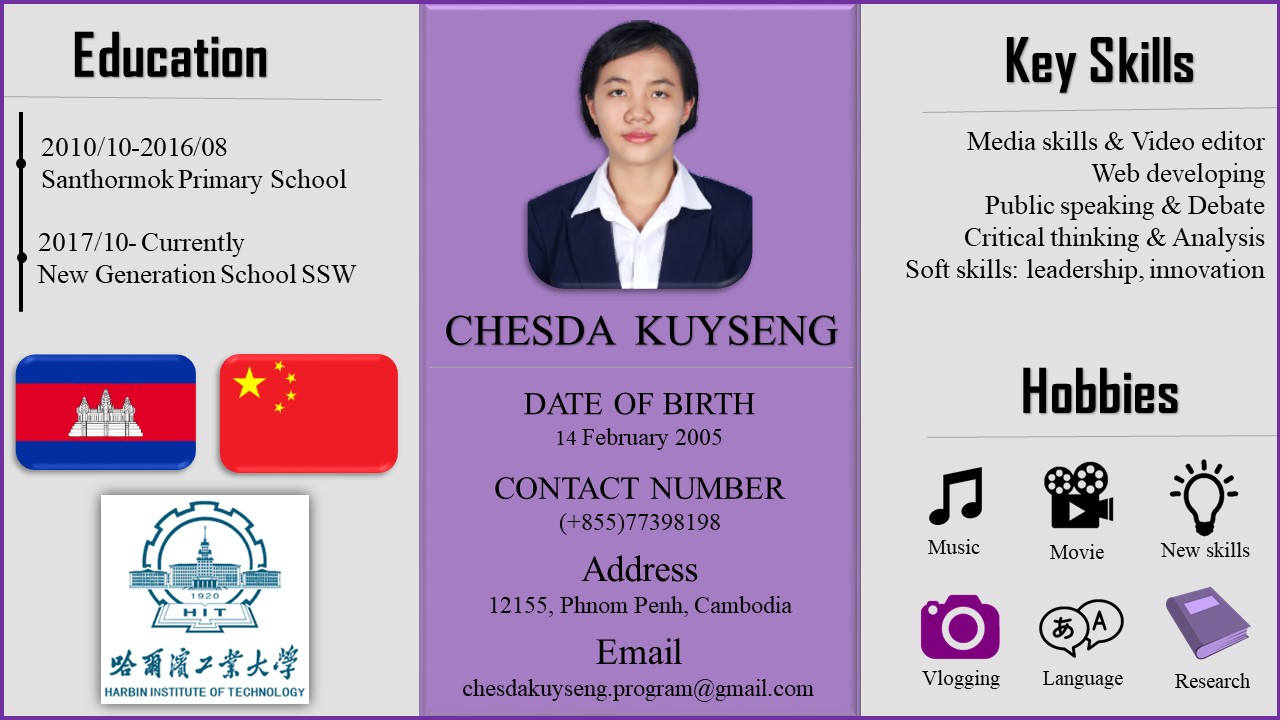 Education
2010/10-2016/08
Santhormok Primary School
2017/10- Currently
New Generation School SSW
1920
HIT
哈爾濱工業大學
HARBIN INSTITUTE OF TECHNOLOGY
CHESDA KUYSENG
DATE OF BIRTH
14 February 2005
CONTACT NUMBER
(+855)77398198
Address
12155, Phnom Penh, Cambodia
Email
chesdakuyseng.program@gmail.com
Key Skills
Media skills & Video editor
Web developing
Public speaking & Debate
Critical thinking & Analysis
Soft skills: leadership, innovation
Hobbies
Music
Movie
New skills
あ A
Vlogging
Language
Research